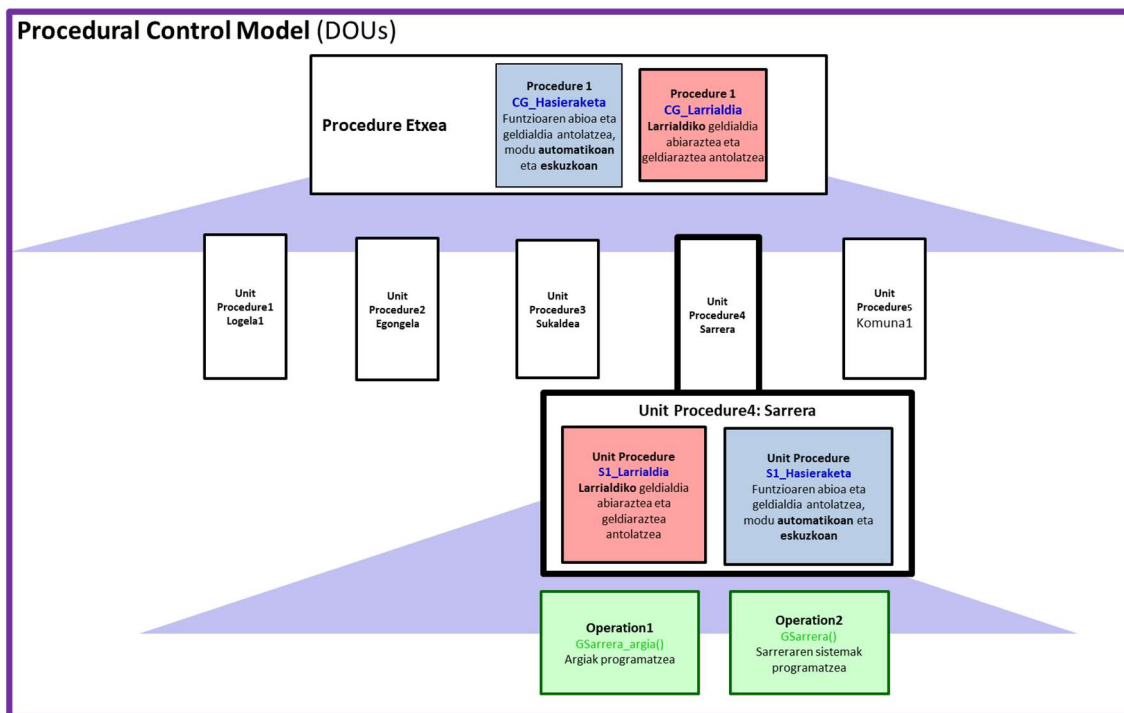 Procedural Control Model (DOUs)
Procedure Etxea
Procedure 1
CG_Hasieraketa
Funtzioaren abioa eta
geldialdia antolatzea,
modu automatikoan
eta eskuzkoan
Procedure 1
CG_Larrialdia
Larrialdiko geldialdia
abiaraztea eta
geldiaraztea antolatzea
Unit
Procedure1
Logela1
Unit
Procedure2
Egongela
Unit
Procedure3
Sukaldea
Unit
Procedure4
Sarrera
Unit
Procedure5
Komuna1
Unit Procedure4: Sarrera
Unit Procedure
S1_Larrialdia
Larrialdiko geldialdia
abiaraztea eta
geldiaraztea
antolatzea
Unit Procedure
S1_Hasieraketa
Funtzioaren abioa eta
geldialdia antolatzea,
modu automatikoan eta
eskuzkoan
Operation1
GSarrera_argia()
Argiak programatzea
Operation2
GSarrera()
Sarreraren sistemak
programatzea